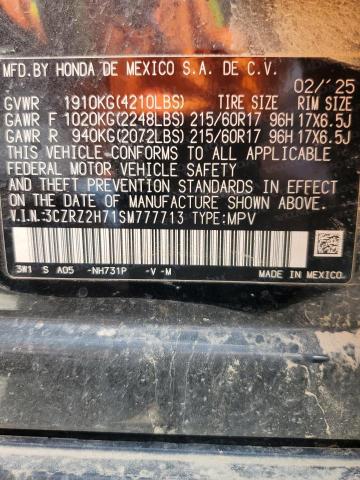 MFD.BY HONDA DE MEXICO S.A. DE C.V.
02/'25
GVWR 1910KG(4210LBS) TIRE SIZE RIM SIZE
GAWR F 1020KG(2248LBS) 215/60R17 96H 17X6.5J
GAWR R 940KG(2072LBS) 215/60R17 96H 17X6.5J
THIS VEHICLE CONFORMS TO ALL APPLICABLE
FEDERAL MOTOR VEHICLE SAFETY
AND THEFT PREVENTION STANDARDS IN EFFECT ON
THE DATE OF MANUFACTURE SHOWN ABOVE.
V.I.N.:3CZRZ2H71SM777713 TYPE:MPV
3W1 S A05 -NH731P -V -M MADE IN MEXICO